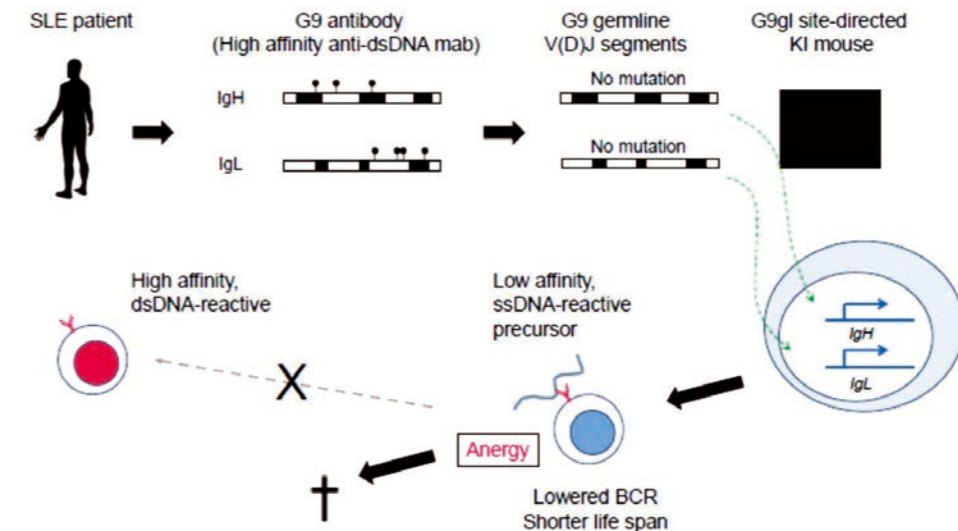 SLE patient
G9 antibody
(High affinity anti-dsDNA mab)
G9 germline
V(D)J segments
G9gl site-directed
KI mouse
IgH
IgL
No mutation
No mutation
High affinity,
dsDNA-reactive
Low affinity,
ssDNA-reactive
precursor
IgH
IgL
X
Anergy
Lowered BCR
Shorter life span